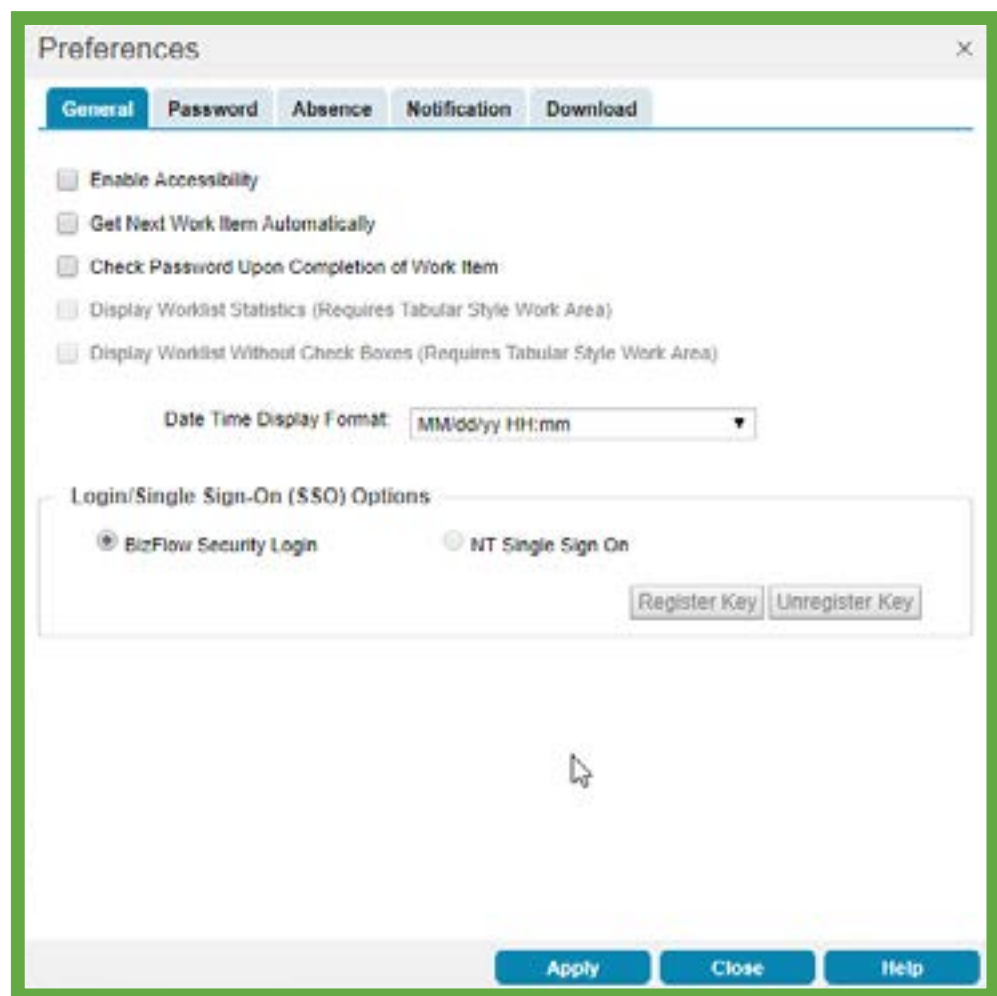 Preferences ×
General Password Absence Notification Download
Enable Accessibility
Get Next Work Item Automatically
Check Password Upon Completion of Work Item
Display Worklist Statistics (Requires Tabular Style Work Area)
Display Worklist Without Check Boxes (Requires Tabular Style Work Area)
Date Time Display Format: MM/dd/yy HH:mm
Login/Single Sign-On (SSO) Options
BizFlow Security Login NT Single Sign On
Register Key Unregister Key
Apply Close Help